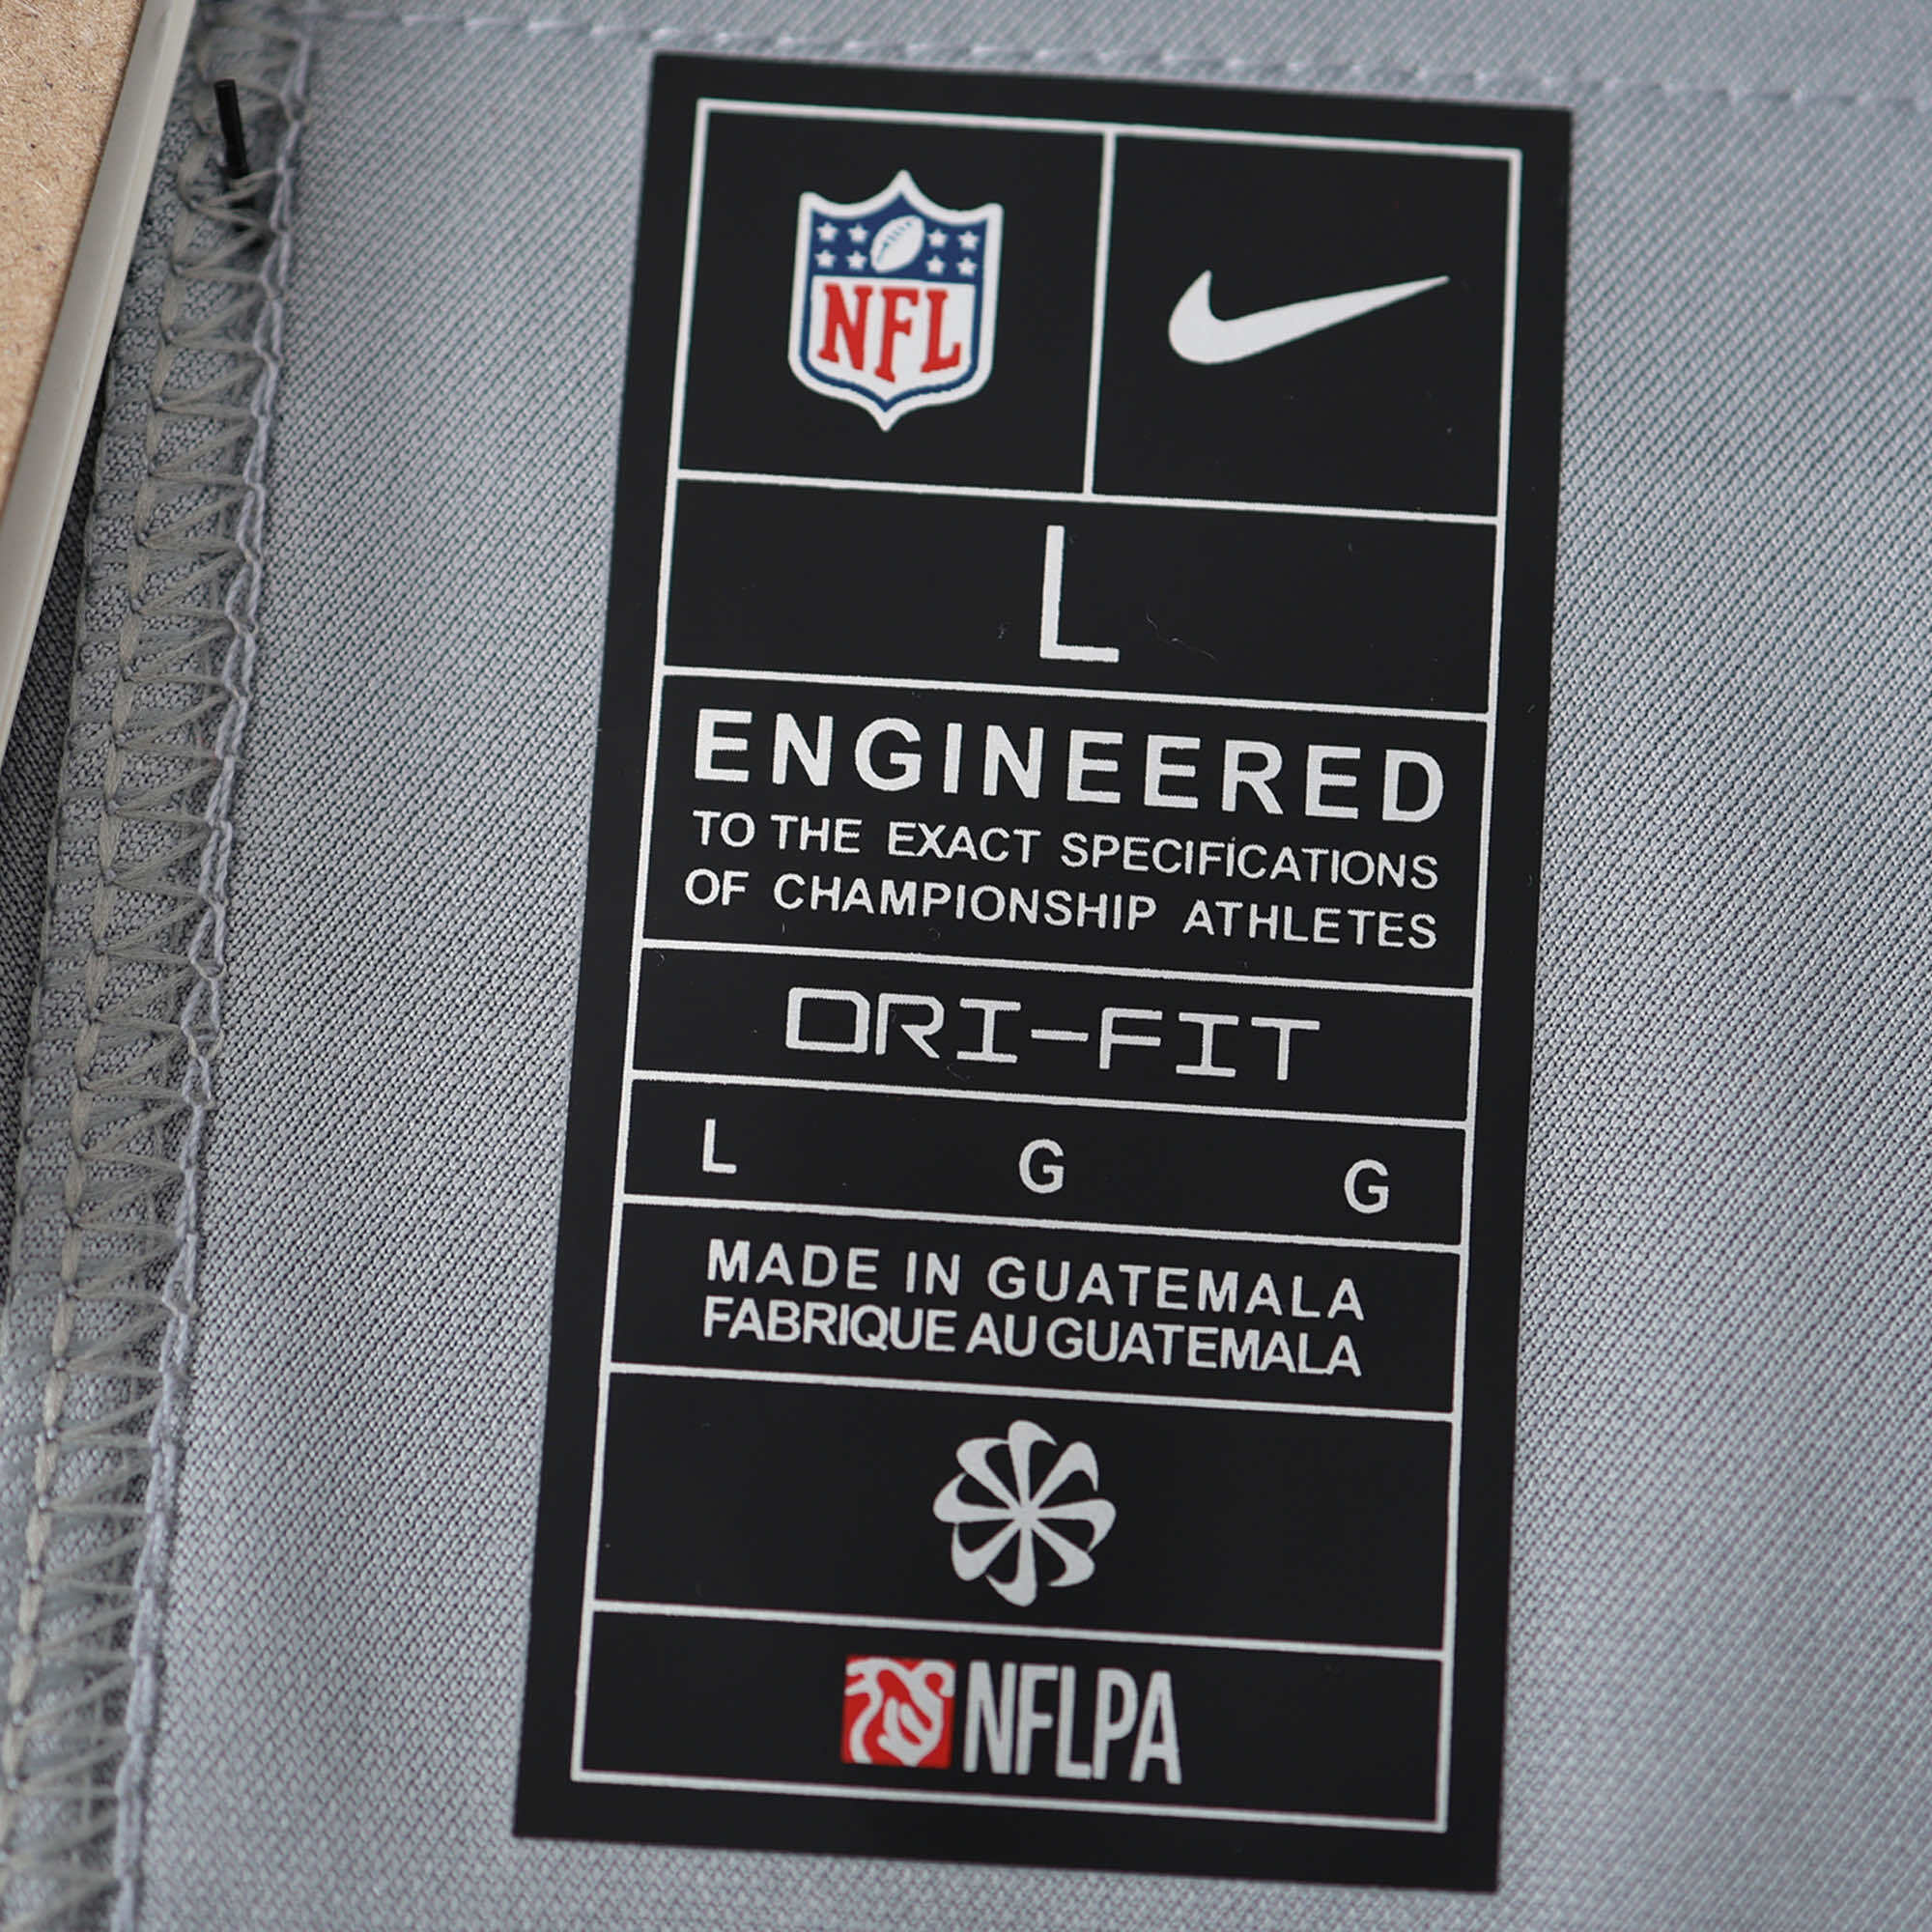 NFL
L
ENGINEERED
TO THE EXACT SPECIFICATIONS
OF CHAMPIONSHIP ATHLETES
DRI-FIT
L G G
MADE IN GUATEMALA
FABRIQUE AU GUATEMALA
NFLPA